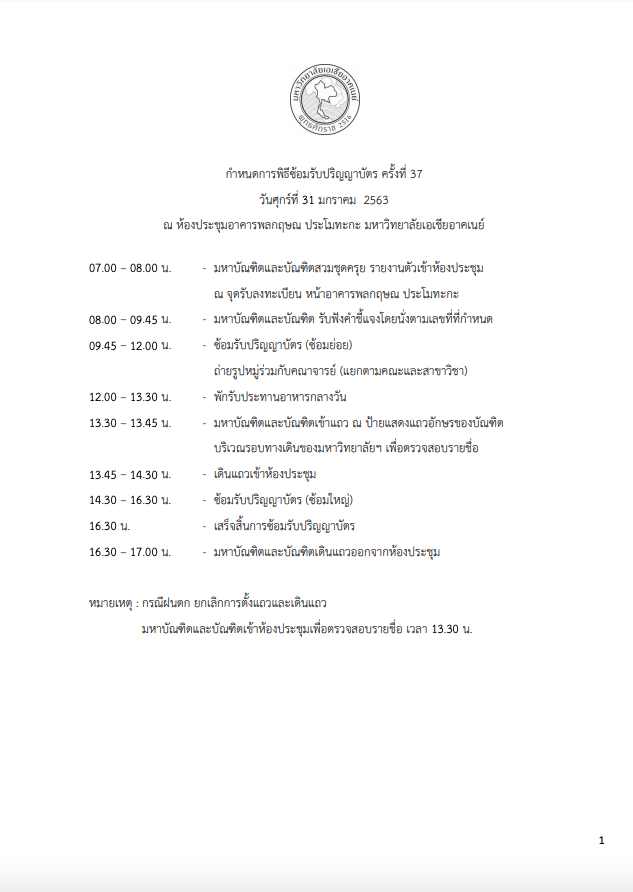 มหาวิทยาลัยเอเชียอาคเนย์
พุทธศักราช 2516
กำหนดการพิธีซ้อมรับปริญญาบัตร ครั้งที่ 37
วันศุกร์ที่ 31 มกราคม 2563
ณ ห้องประชุมอาคารพลกฤษณ ประโมทะกะ มหาวิทยาลัยเอเชียอาคเนย์
07.00 – 08.00 น. - มหาบัณฑิตและบัณฑิตสวมชุดครุย รายงานตัวเข้าห้องประชุม
ณ จุดรับลงทะเบียน หน้าอาคารพลกฤษณ ประโมทะกะ
08.00 – 09.45 น. - มหาบัณฑิตและบัณฑิต รับฟังคำชี้แจงโดยนั่งตามเลขที่ที่กำหนด
09.45 – 12.00 น. - ซ้อมรับปริญญาบัตร (ซ้อมย่อย)
ถ่ายรูปหมู่ร่วมกับคณาจารย์ (แยกตามคณะและสาขาวิชา)
12.00 – 13.30 น. - พักรับประทานอาหารกลางวัน
13.30 – 13.45 น. - มหาบัณฑิตและบัณฑิตเข้าแถว ณ ป้ายแสดงแถวอักษรของบัณฑิต
บริเวณรอบทางเดินของมหาวิทยาลัยฯ เพื่อตรวจสอบรายชื่อ
13.45 – 14.30 น. - เดินแถวเข้าห้องประชุม
14.30 – 16.30 น. - ซ้อมรับปริญญาบัตร (ซ้อมใหญ่)
16.30 น. - เสร็จสิ้นการซ้อมรับปริญญาบัตร
16.30 – 17.00 น. - มหาบัณฑิตและบัณฑิตเดินแถวออกจากห้องประชุม
หมายเหตุ : กรณีฝนตก ยกเลิกการตั้งแถวและเดินแถว
มหาบัณฑิตและบัณฑิตเข้าห้องประชุมเพื่อตรวจสอบรายชื่อ เวลา 13.30 น.
1